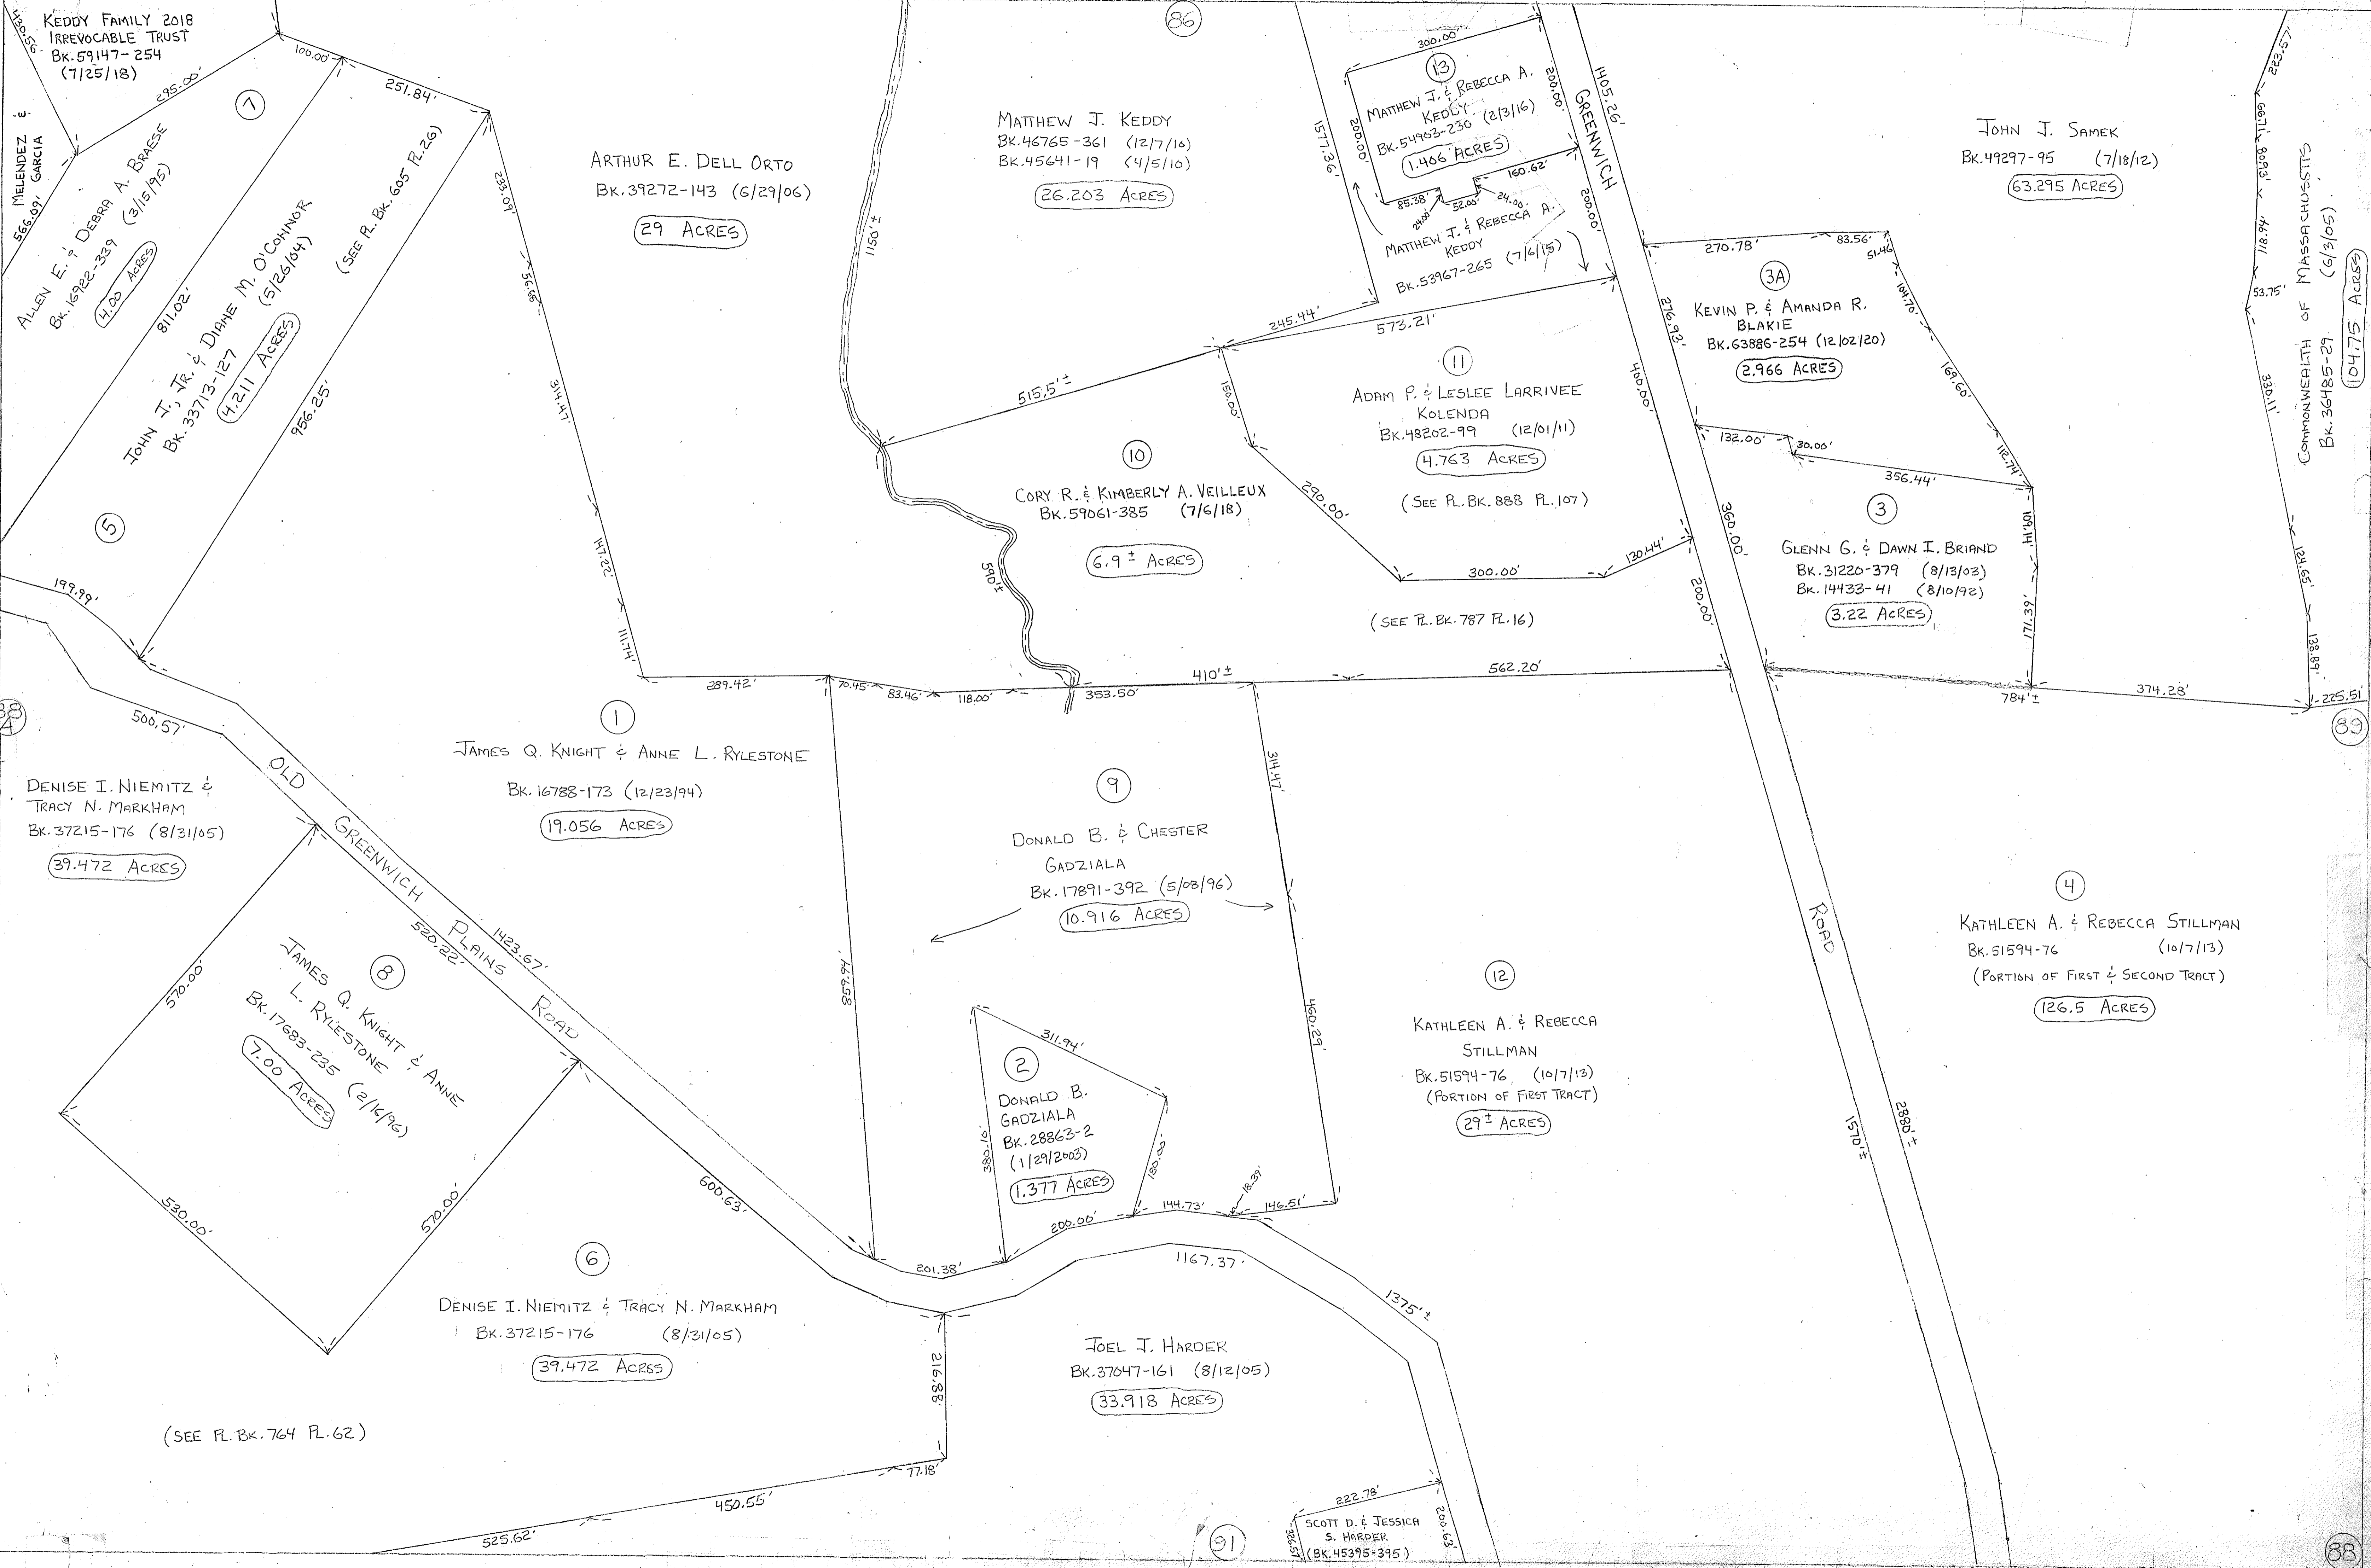 KEDDY FAMILY 2018
IRREVOCABLE TRUST
BK.59147-254
(7/25/18)
430.56
MELENDEZ &
GARCIA
566.09'
295.00'
100.00'
251.84'
7
ALLEN E. & DEBRA A. BRAESE
BK.16922-339 (3/15/95)
4.00 ACRES
811.02'
JOHN J., JR. & DIANE M. O'CONNOR
BK.33713-127 (5/26/04)
4.211 ACRES
(SEE PL.BK.605 PL.26)
956.25'
5
199.99'
233.09'
56.66'
314.47'
147.22'
111.74'
ARTHUR E. DELL ORTO
BK.39272-143 (6/29/06)
29 ACRES
1150'±
86
MATTHEW J. KEDDY
BK.46765-361 (12/7/10)
BK.45641-19 (4/5/10)
26.203 ACRES
1577.36'
245.44'
515.5'±
300.00'
200.00'
200.00'
13
MATTHEW J. & REBECCA A.
KEDDY
BK.54903-230 (2/3/16)
1.406 ACRES
160.62'
85.38'
24.00'
52.00'
24.00'
MATTHEW J. & REBECCA A.
KEDDY
BK.53967-265 (7/6/15)
200.00'
GREENWICH
1405.26'
573.21'
JOHN J. SAMEK
BK.49297-95 (7/18/12)
63.295 ACRES
223.57'
66.71'
80.93'
118.94'
53.75'
330.11'
124.65'
138.89'
COMMONWEALTH OF MASSACHUSETTS
BK.36485-29 (6/3/05)
104.75 ACRES
270.78'
83.56'
51.46'
104.70'
169.60'
112.74'
3A
KEVIN P. & AMANDA R.
BLAKIE
BK.63886-254 (12/02/20)
2.966 ACRES
276.93'
132.00'
30.00'
356.44'
11
ADAM P. & LESLEE LARRIVEE
KOLENDA
BK.48202-99 (12/01/11)
4.763 ACRES
(SEE PL.BK.888 PL.107)
400.00'
150.00'
290.00'
300.00'
130.44'
10
CORY R. & KIMBERLY A. VEILLEUX
BK.59061-385 (7/6/18)
6.9± ACRES
590'±
(SEE PL.BK.787 PL.16)
200.00'
360.00'
3
GLENN G. & DAWN I. BRIAND
BK.31220-379 (8/13/03)
BK.14433-41 (8/10/92)
3.22 ACRES
109.14'
171.39'
289.42'
70.45'
83.46'
118.00'
353.50'
410'±
562.20'
784'±
374.28'
225.51'
89
500.57'
1
JAMES Q. KNIGHT & ANNE L. RYLESTONE
BK.16788-173 (12/23/94)
19.056 ACRES
OLD GREENWICH PLAINS ROAD
DENISE I. NIEMITZ &
TRACY N. MARKHAM
BK.37215-176 (8/31/05)
39.472 ACRES
9
DONALD B. & CHESTER
GADZIALA
BK.17891-392 (5/08/96)
10.916 ACRES
314.47'
460.29'
859.94'
1423.67'
520.22'
570.00'
8
JAMES Q. KNIGHT & ANNE
L. RYLESTONE
BK.17683-235 (2/16/96)
7.00 ACRES
530.00'
570.00'
600.63'
2
DONALD B.
GADZIALA
BK.28863-2
(1/29/2003)
1.377 ACRES
311.94'
380.10'
180.00'
200.00'
144.73'
18.39'
146.51'
201.38'
1167.37'
1375'±
12
KATHLEEN A. & REBECCA
STILLMAN
BK.51594-76 (10/7/13)
(PORTION OF FIRST TRACT)
29± ACRES
ROAD
1570'±
2880'±
4
KATHLEEN A. & REBECCA STILLMAN
BK.51594-76 (10/7/13)
(PORTION OF FIRST & SECOND TRACT)
126.5 ACRES
6
DENISE I. NIEMITZ & TRACY N. MARKHAM
BK.37215-176 (8/31/05)
39.472 ACRES
(SEE PL.BK.764 PL.62)
216.88'
77.18'
450.55'
525.62'
JOEL J. HARDER
BK.37047-161 (8/12/05)
33.918 ACRES
222.78'
200.63'
326.57
SCOTT D. & JESSICA
S. HARDER
(BK.45395-395)
91
88